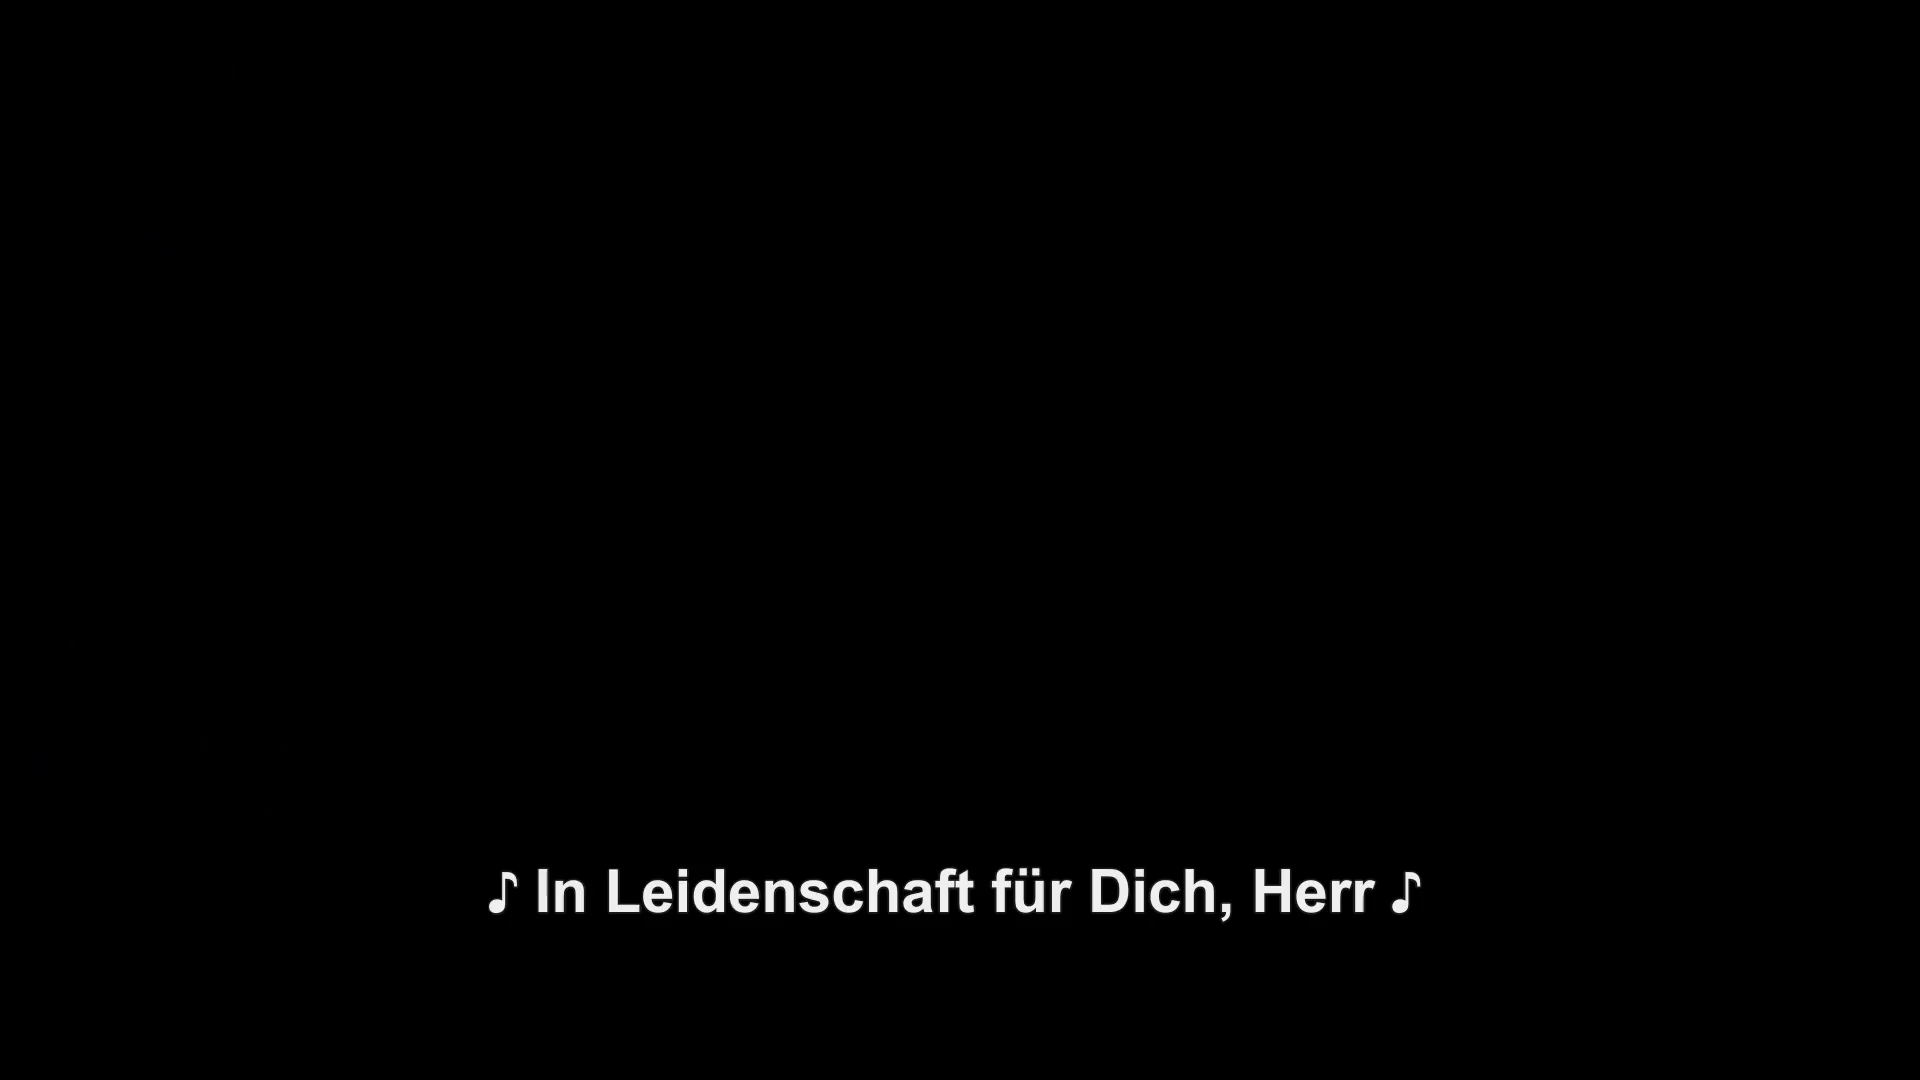 ♪ In Leidenschaft für Dich, Herr ♪